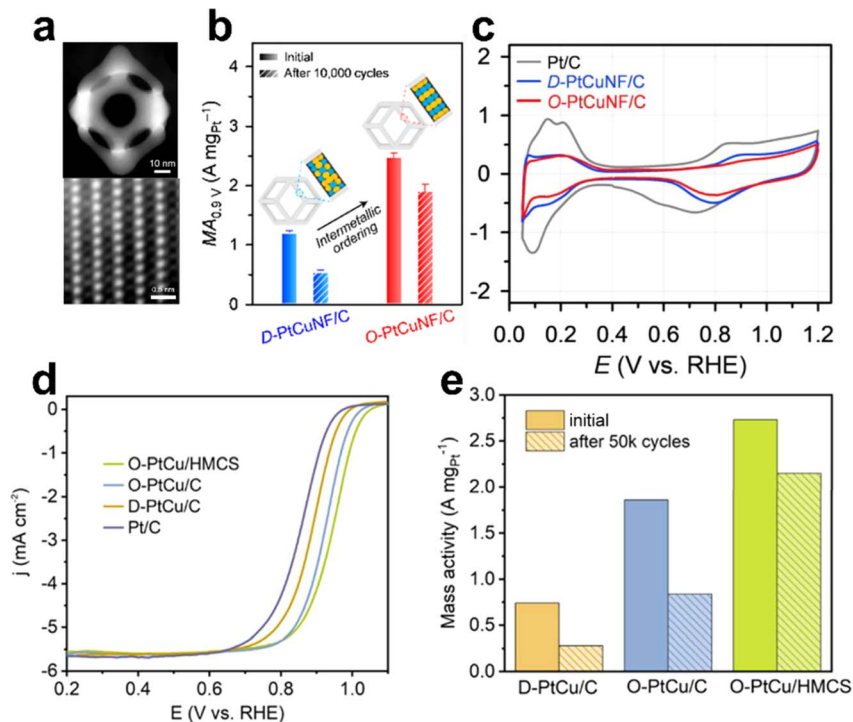 a
10 nm
0.5 nm
b
Initial
After 10,000 cycles
MA0.9 V (A mgPt−1)
4
3
2
1
0
Intermetallic
ordering
D-PtCuNF/C
O-PtCuNF/C
c
Pt/C
D-PtCuNF/C
O-PtCuNF/C
2
1
0
-1
-2
0.0
0.2
0.4
0.6
0.8
1.0
1.2
E (V vs. RHE)
d
O-PtCu/HMCS
O-PtCu/C
D-PtCu/C
Pt/C
j (mA cm-2)
0
-1
-2
-3
-4
-5
-6
0.2
0.4
0.6
0.8
1.0
E (V vs. RHE)
e
initial
after 50k cycles
Mass activity (A mgPt-1)
3.0
2.5
2.0
1.5
1.0
0.5
0.0
D-PtCu/C
O-PtCu/C
O-PtCu/HMCS